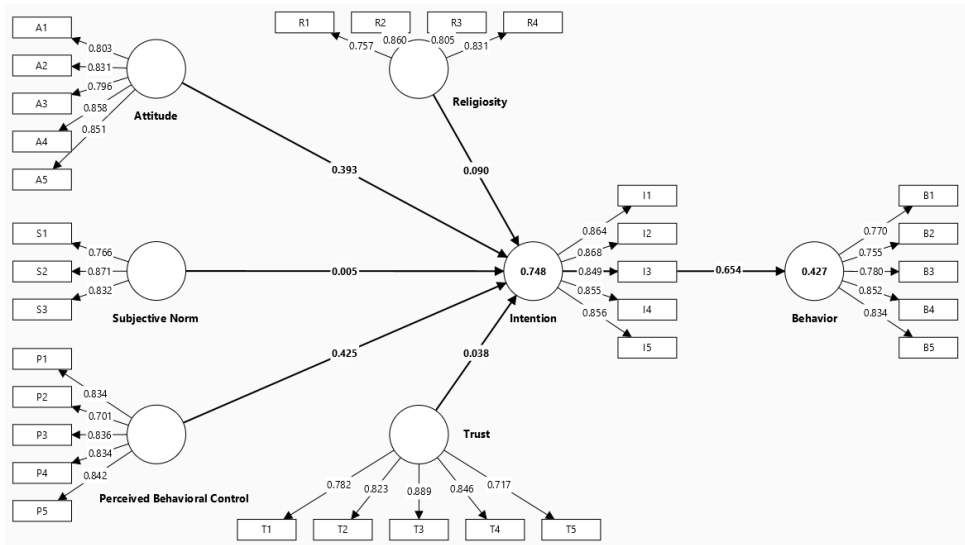 R1 R2 R3 R4
0.757 0.860 0.805 0.831
Religiosity
A1
A2
A3
A4
A5
0.803
0.831
0.796
0.858
0.851
Attitude
0.393
0.090
S1
S2
S3
0.766
0.871
0.832
Subjective Norm
0.005
P1
P2
P3
P4
P5
0.834
0.701
0.836
0.834
0.842
Perceived Behavioral Control
0.425
0.038
0.748
Intention
0.864
0.868
0.849
0.855
0.856
I1
I2
I3
I4
I5
0.654
0.427
Behavior
0.770
0.755
0.780
0.852
0.834
B1
B2
B3
B4
B5
Trust
0.782 0.823 0.889 0.846 0.717
T1 T2 T3 T4 T5